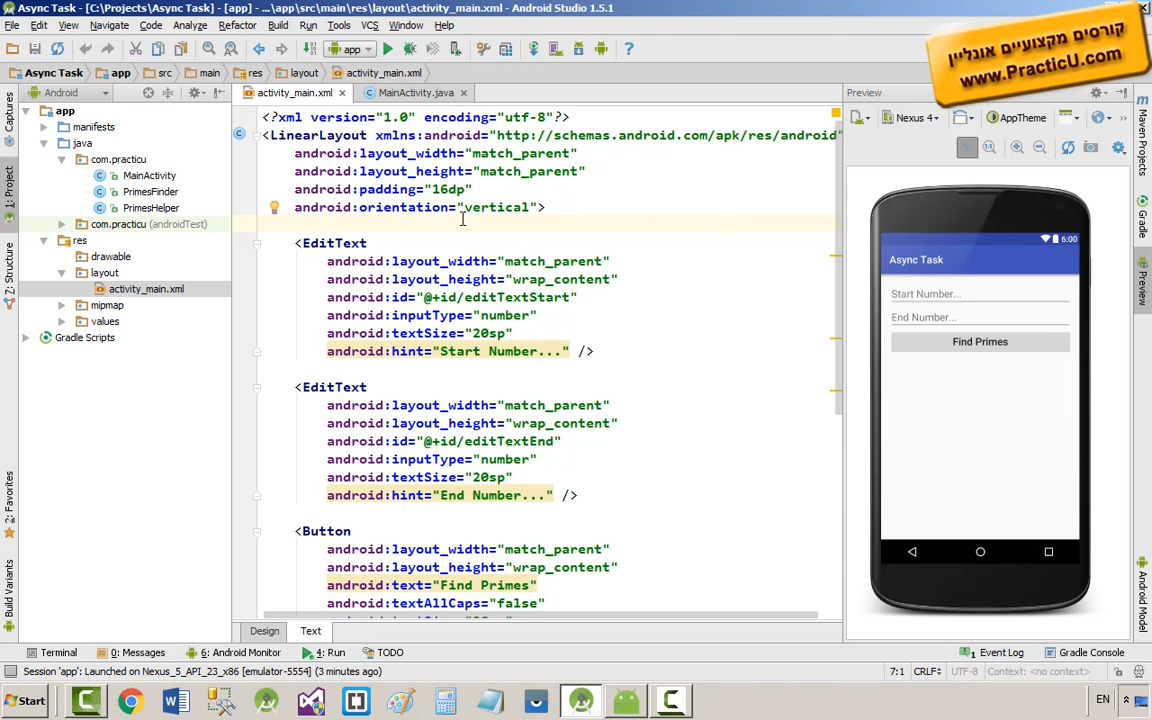 Async Task - [C:\Projects\Async Task] - [app] - ...\app\src\main\res\layout\activity_main.xml - Android Studio 1.5.1
File Edit View Navigate Code Analyze Refactor Build Run Tools VCS Window Help
קורסים מקצועיים אונליין
www.PracticU.com
app
Async Task app src main res layout activity_main.xml
Android
activity_main.xml MainActivity.java
Preview
Nexus 4 AppTheme
app
manifests
java
com.practicu
MainActivity
PrimesFinder
PrimesHelper
com.practicu (androidTest)
res
drawable
layout
activity_main.xml
mipmap
values
Gradle Scripts
Captures
1: Project
7: Structure
2: Favorites
Build Variants
<?xml version="1.0" encoding="utf-8"?>
<LinearLayout xmlns:android="http://schemas.android.com/apk/res/android"
android:layout_width="match_parent"
android:layout_height="match_parent"
android:padding="16dp"
android:orientation="vertical">
<EditText
android:layout_width="match_parent"
android:layout_height="wrap_content"
android:id="@+id/editTextStart"
android:inputType="number"
android:textSize="20sp"
android:hint="Start Number..." />
<EditText
android:layout_width="match_parent"
android:layout_height="wrap_content"
android:id="@+id/editTextEnd"
android:inputType="number"
android:textSize="20sp"
android:hint="End Number..." />
<Button
android:layout_width="match_parent"
android:layout_height="wrap_content"
android:text="Find Primes"
android:textAllCaps="false"
Design Text
6:00
Async Task
Start Number...
End Number...
Find Primes
Maven Projects
Gradle
Preview
Android Model
Terminal 0: Messages 6: Android Monitor 4: Run TODO 1 Event Log Gradle Console
Session 'app': Launched on Nexus_5_API_23_x86 [emulator-5554] (3 minutes ago) 7:1 CRLF UTF-8 Context: <no context>
Start EN